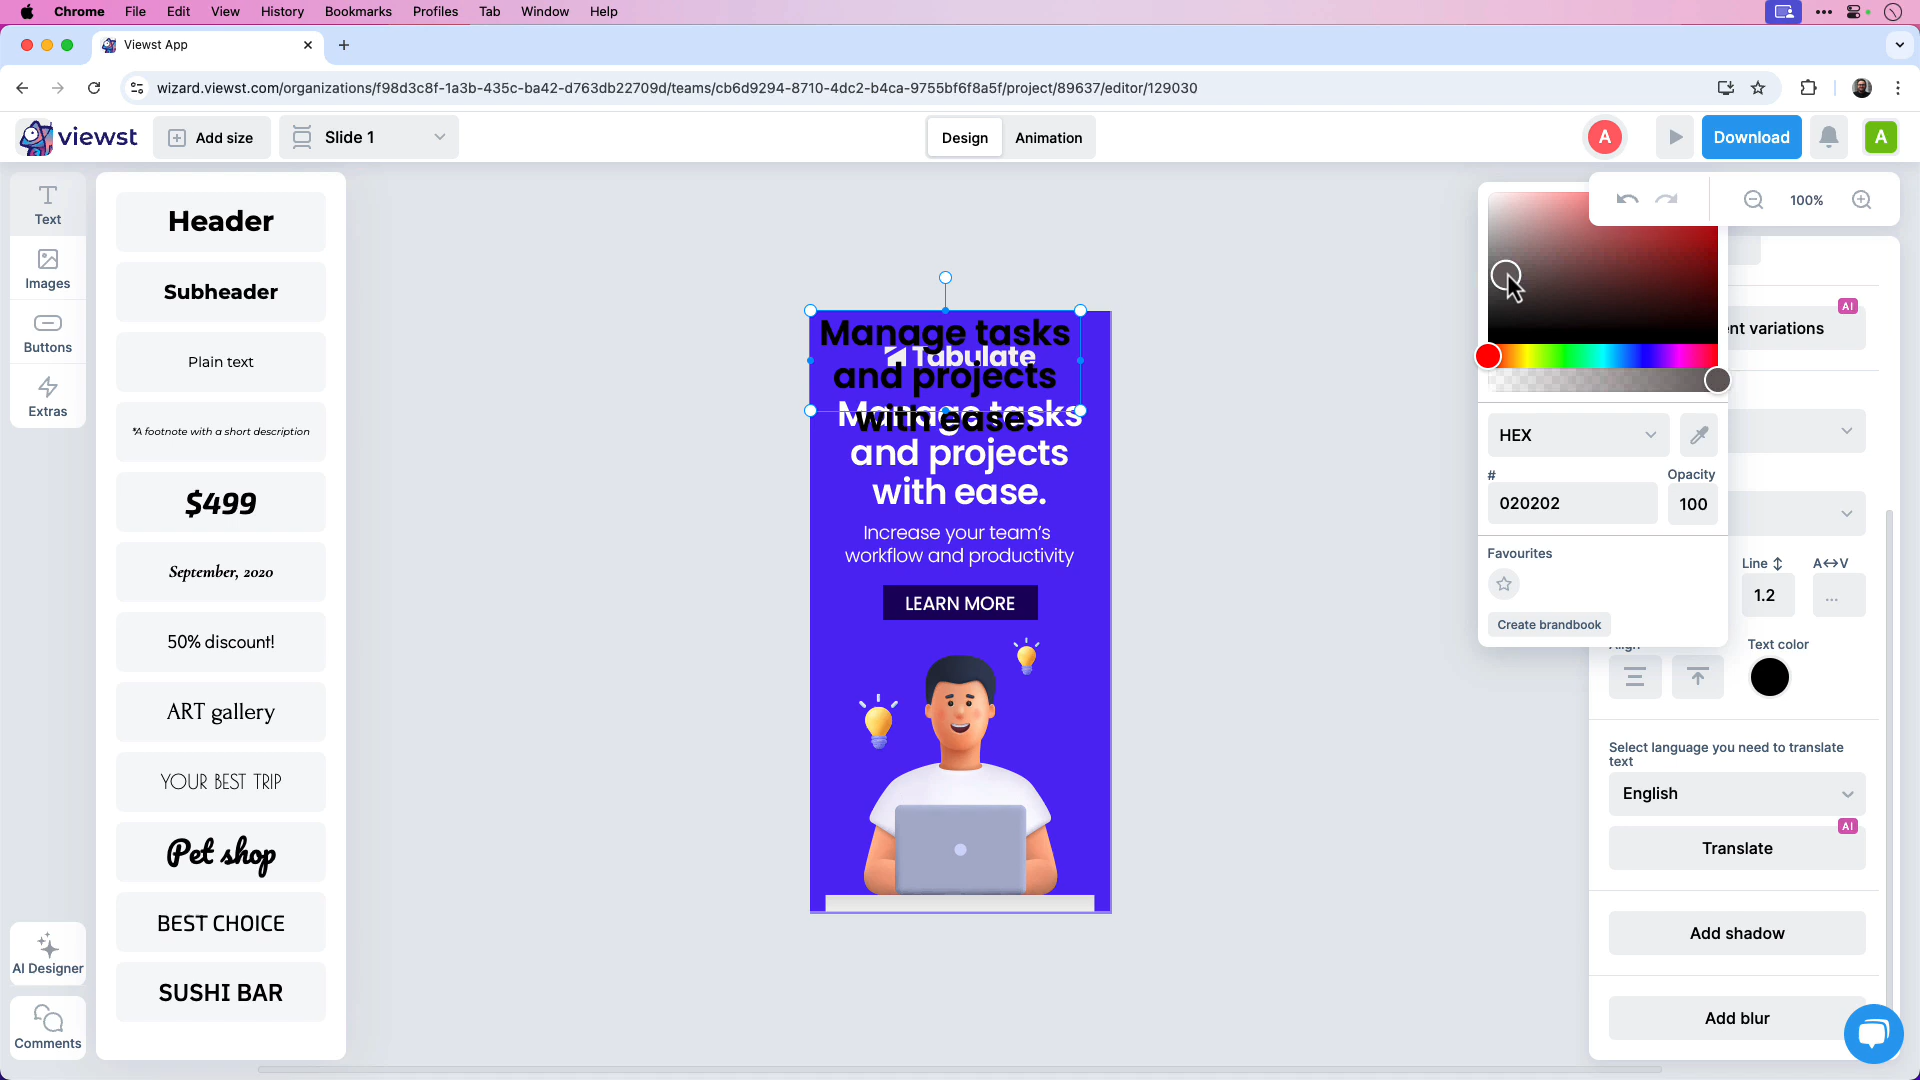 Chrome File Edit View History Bookmarks Profiles Tab Window Help
Viewst App
wizard.viewst.com/organizations/f98d3c8f-1a3b-435c-ba42-d763db22709d/teams/cb6d9294-8710-4dc2-b4ca-9755bf6f8a5f/project/89637/editor/129030
viewst
Add size
Slide 1
Design
Animation
A
Download
A
100%
Text
Images
Buttons
Extras
AI Designer
Comments
Header
Subheader
Plain text
*A footnote with a short description
$499
September, 2020
50% discount!
ART gallery
YOUR BEST TRIP
Pet shop
BEST CHOICE
SUSHI BAR
Manage tasks
and projects
with ease.
Tabulate
Manage tasks
and projects
with ease.
Increase your team's
workflow and productivity
LEARN MORE
HEX
#
Opacity
020202
100
Favourites
Create brandbook
AI
nt variations
Line
A↔V
1.2
...
Align
Text color
Select language you need to translate
text
English
AI
Translate
Add shadow
Add blur